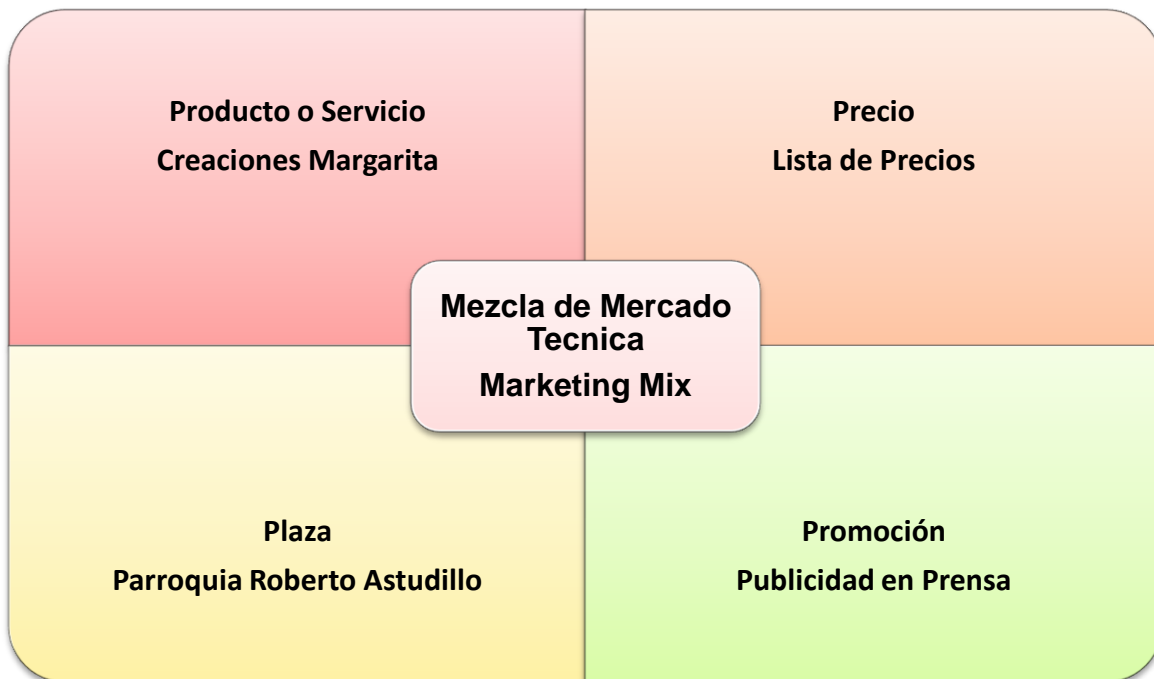 Producto o Servicio
Creaciones Margarita
Precio
Lista de Precios
Mezcla de Mercado
Tecnica
Marketing Mix
Plaza
Parroquia Roberto Astudillo
Promoción
Publicidad en Prensa